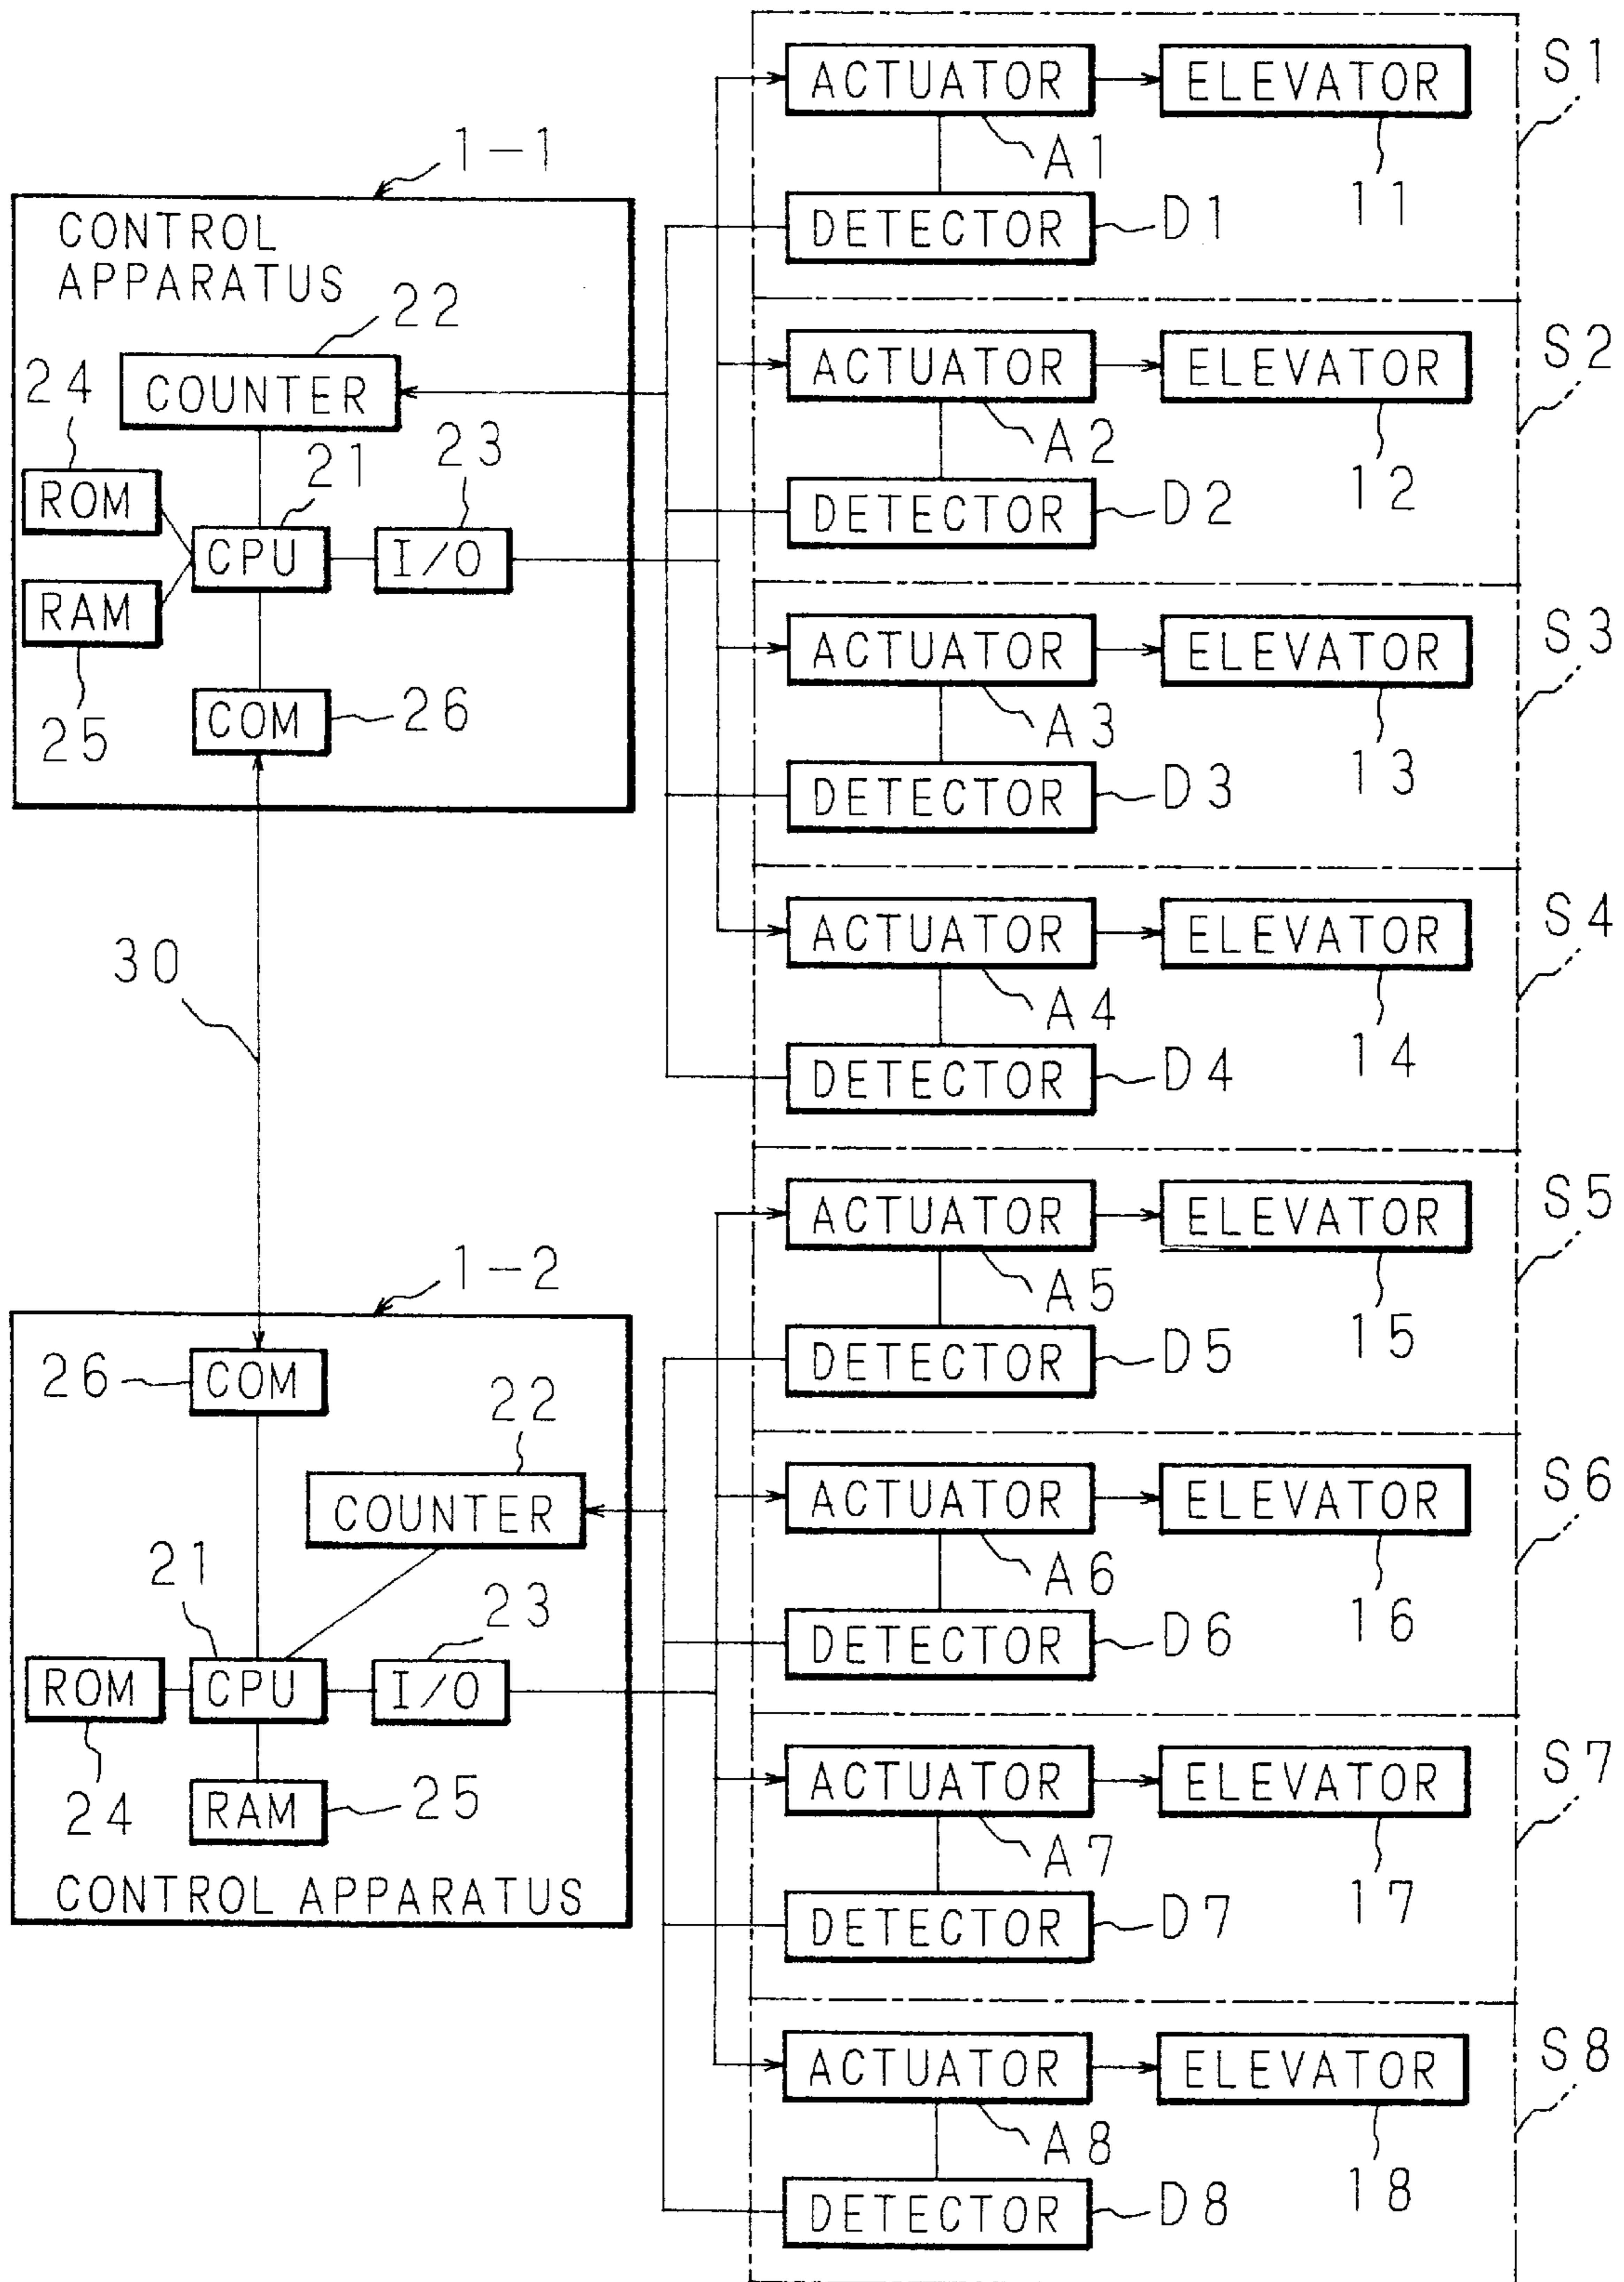 1-1
CONTROL
APPARATUS
22
COUNTER
24
ROM
21
CPU
23
I/O
RAM
25
COM
26
30
1-2
26
COM
22
COUNTER
21
CPU
23
I/O
ROM
24
RAM
25
CONTROL APPARATUS
S1
ACTUATOR
ELEVATOR
A1
11
DETECTOR
D1
S2
ACTUATOR
ELEVATOR
A2
12
DETECTOR
D2
S3
ACTUATOR
ELEVATOR
A3
13
DETECTOR
D3
S4
ACTUATOR
ELEVATOR
A4
14
DETECTOR
D4
S5
ACTUATOR
ELEVATOR
A5
15
DETECTOR
D5
S6
ACTUATOR
ELEVATOR
A6
16
DETECTOR
D6
S7
ACTUATOR
ELEVATOR
A7
17
DETECTOR
D7
S8
ACTUATOR
ELEVATOR
A8
18
DETECTOR
D8